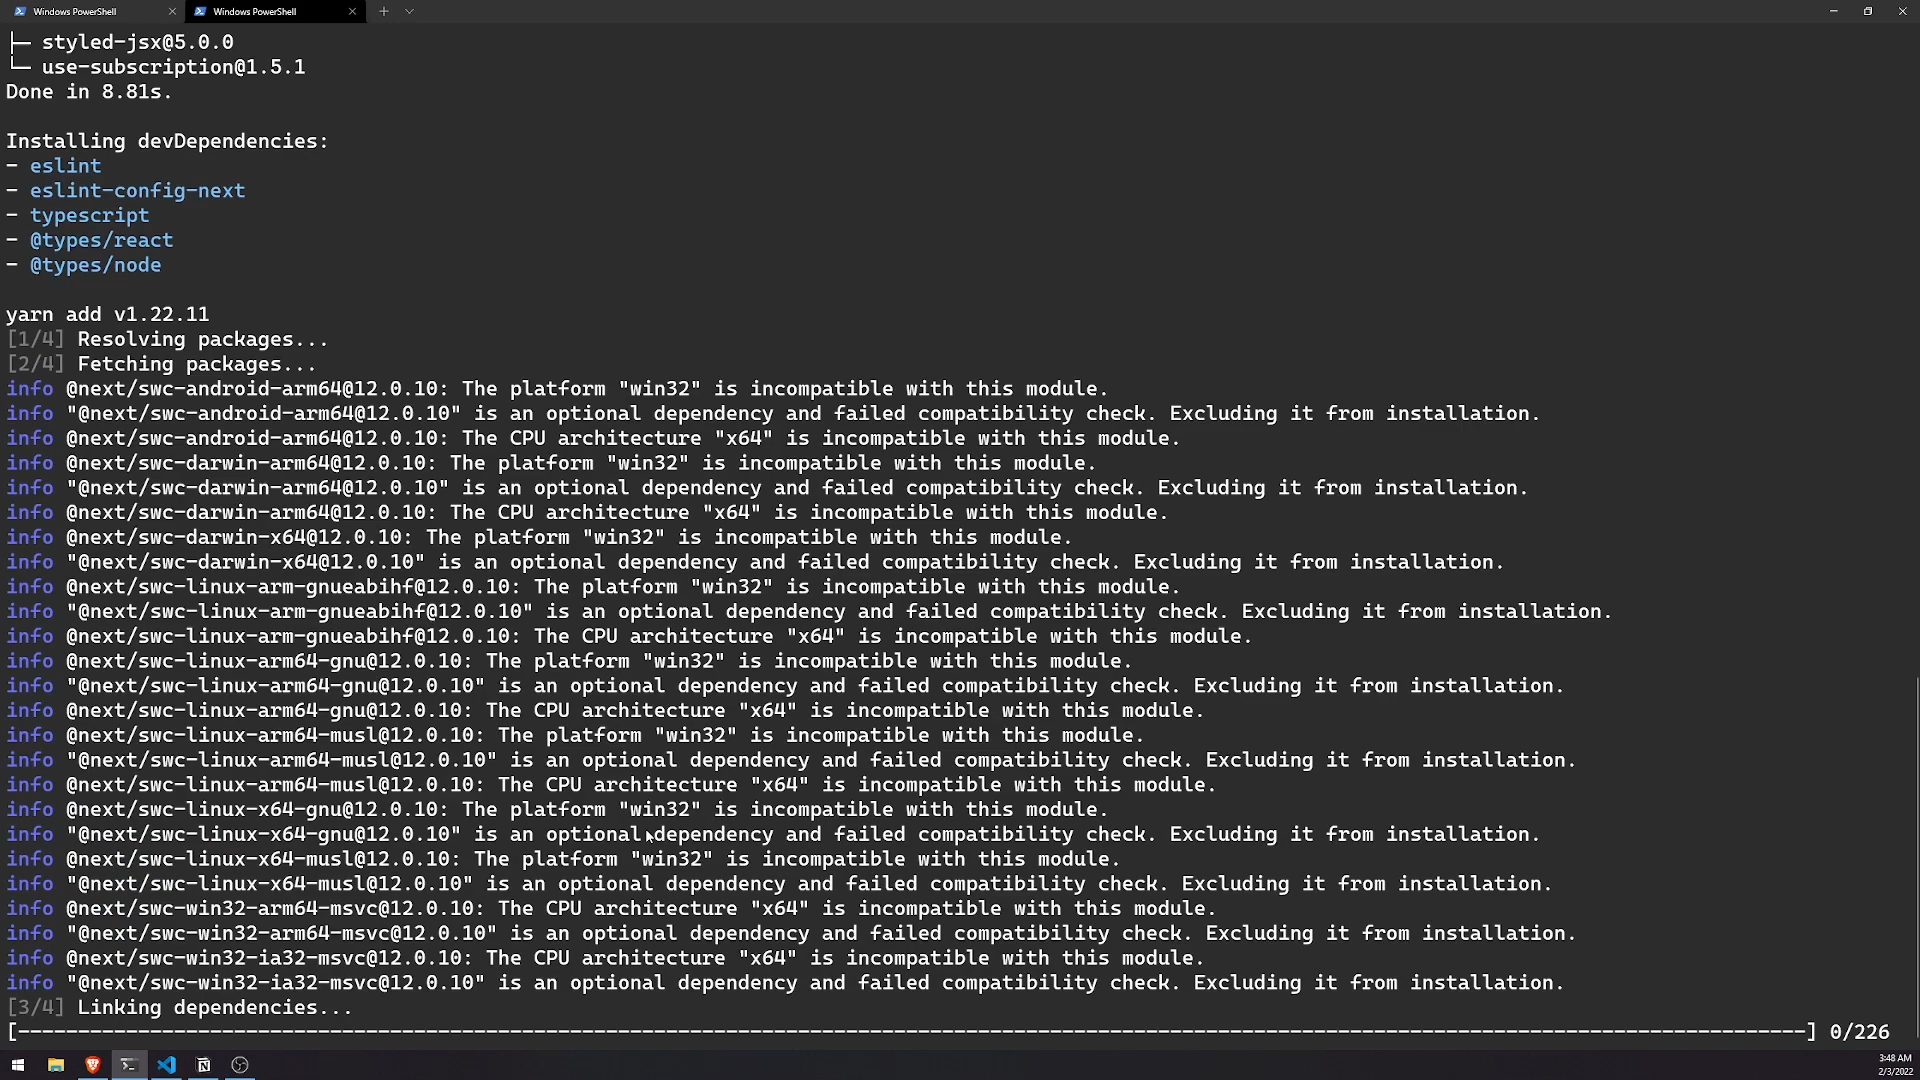 Windows PowerShell
Windows PowerShell
├─ styled-jsx@5.0.0
└─ use-subscription@1.5.1
Done in 8.81s.
Installing devDependencies:
- eslint
- eslint-config-next
- typescript
- @types/react
- @types/node
yarn add v1.22.11
[1/4] Resolving packages...
[2/4] Fetching packages...
info @next/swc-android-arm64@12.0.10: The platform "win32" is incompatible with this module.
info "@next/swc-android-arm64@12.0.10" is an optional dependency and failed compatibility check. Excluding it from installation.
info @next/swc-android-arm64@12.0.10: The CPU architecture "x64" is incompatible with this module.
info @next/swc-darwin-arm64@12.0.10: The platform "win32" is incompatible with this module.
info "@next/swc-darwin-arm64@12.0.10" is an optional dependency and failed compatibility check. Excluding it from installation.
info @next/swc-darwin-arm64@12.0.10: The CPU architecture "x64" is incompatible with this module.
info @next/swc-darwin-x64@12.0.10: The platform "win32" is incompatible with this module.
info "@next/swc-darwin-x64@12.0.10" is an optional dependency and failed compatibility check. Excluding it from installation.
info @next/swc-linux-arm-gnueabihf@12.0.10: The platform "win32" is incompatible with this module.
info "@next/swc-linux-arm-gnueabihf@12.0.10" is an optional dependency and failed compatibility check. Excluding it from installation.
info @next/swc-linux-arm-gnueabihf@12.0.10: The CPU architecture "x64" is incompatible with this module.
info @next/swc-linux-arm64-gnu@12.0.10: The platform "win32" is incompatible with this module.
info "@next/swc-linux-arm64-gnu@12.0.10" is an optional dependency and failed compatibility check. Excluding it from installation.
info @next/swc-linux-arm64-gnu@12.0.10: The CPU architecture "x64" is incompatible with this module.
info @next/swc-linux-arm64-musl@12.0.10: The platform "win32" is incompatible with this module.
info "@next/swc-linux-arm64-musl@12.0.10" is an optional dependency and failed compatibility check. Excluding it from installation.
info @next/swc-linux-arm64-musl@12.0.10: The CPU architecture "x64" is incompatible with this module.
info @next/swc-linux-x64-gnu@12.0.10: The platform "win32" is incompatible with this module.
info "@next/swc-linux-x64-gnu@12.0.10" is an optional dependency and failed compatibility check. Excluding it from installation.
info @next/swc-linux-x64-musl@12.0.10: The platform "win32" is incompatible with this module.
info "@next/swc-linux-x64-musl@12.0.10" is an optional dependency and failed compatibility check. Excluding it from installation.
info @next/swc-win32-arm64-msvc@12.0.10: The CPU architecture "x64" is incompatible with this module.
info "@next/swc-win32-arm64-msvc@12.0.10" is an optional dependency and failed compatibility check. Excluding it from installation.
info @next/swc-win32-ia32-msvc@12.0.10: The CPU architecture "x64" is incompatible with this module.
info "@next/swc-win32-ia32-msvc@12.0.10" is an optional dependency and failed compatibility check. Excluding it from installation.
[3/4] Linking dependencies...
[------------------------------------------------------------------------------------------------------------------------------------------------------] 0/226
3:48 AM
2/3/2022